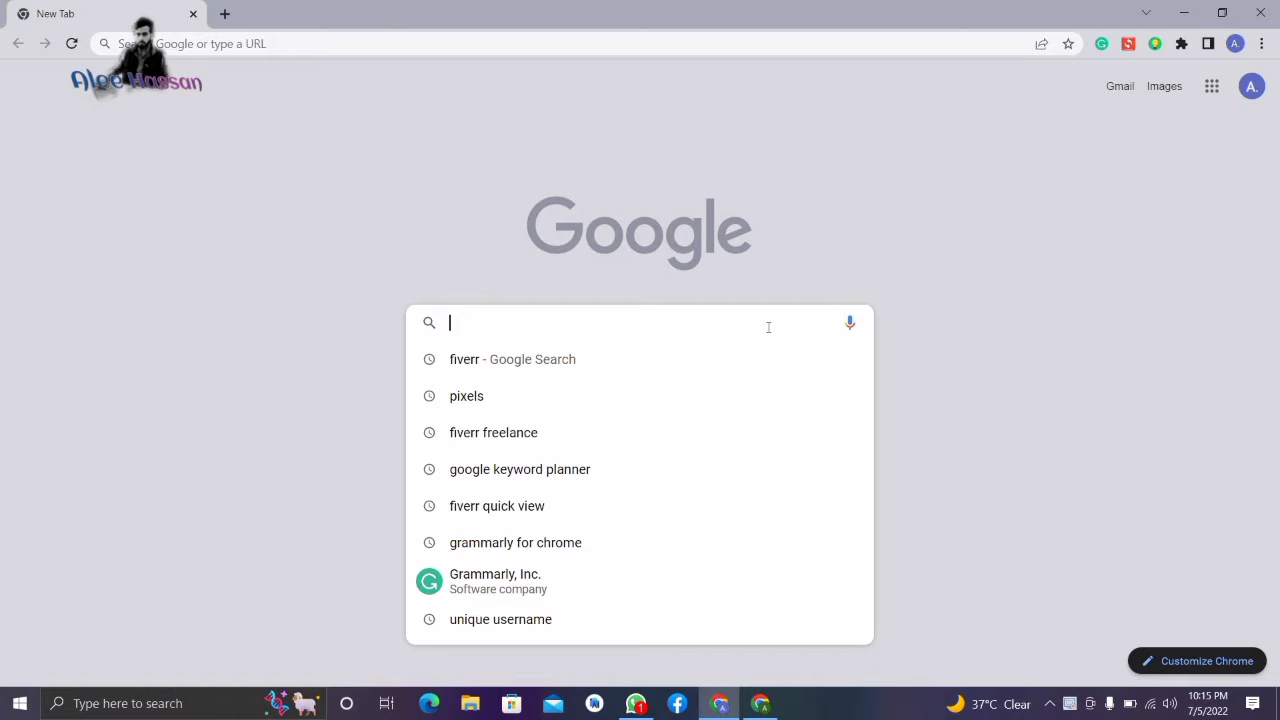 New Tab
Search Google or type a URL
Alee Hassan
Gmail Images
A.
Google
fiverr - Google Search
pixels
fiverr freelance
google keyword planner
fiverr quick view
grammarly for chrome
Grammarly, Inc.
Software company
unique username
Customize Chrome
Type here to search
1
37°C Clear
10:15 PM
7/5/2022